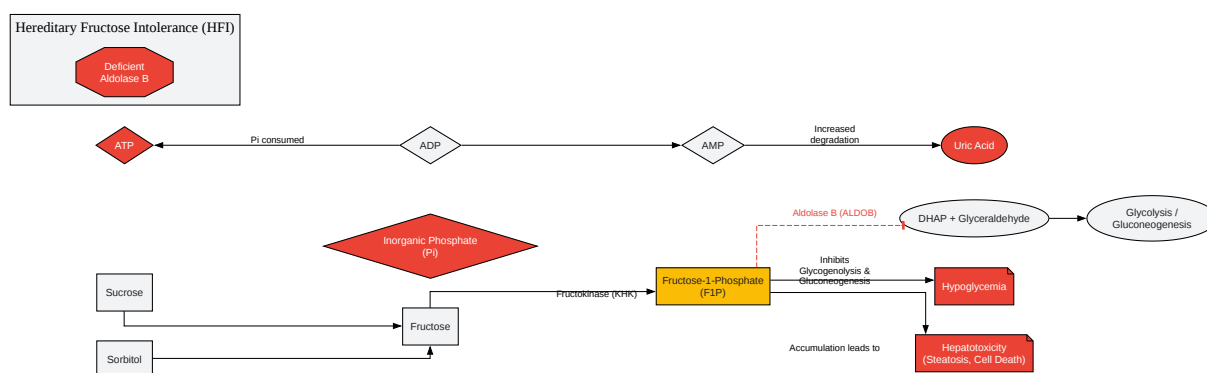 Hereditary Fructose Intolerance (HFI)
Deficient
Aldolase B
ATP
Pi consumed
ADP
AMP
Increased
degradation
Uric Acid
Aldolase B (ALDOB)
DHAP + Glyceraldehyde
Glycolysis /
Gluconeogenesis
Inorganic Phosphate
(Pi)
Sucrose
Sorbitol
Fructose
Fructokinase (KHK)
Fructose-1-Phosphate
(F1P)
Inhibits
Glycogenolysis &
Gluconeogenesis
Hypoglycemia
Accumulation leads to
Hepatotoxicity
(Steatosis, Cell Death)